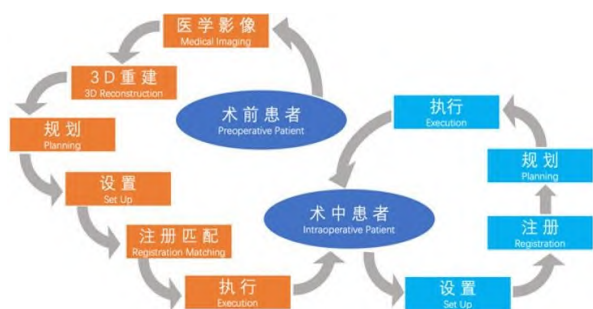 医学影像
Medical Imaging
3D重建
3D Reconstruction
术前患者
Preoperative Patient
规划
Planning
设置
Set Up
注册匹配
Registration Matching
执行
Execution
术中患者
Intraoperative Patient
设置
Set Up
注册
Registration
规划
Planning
执行
Execution